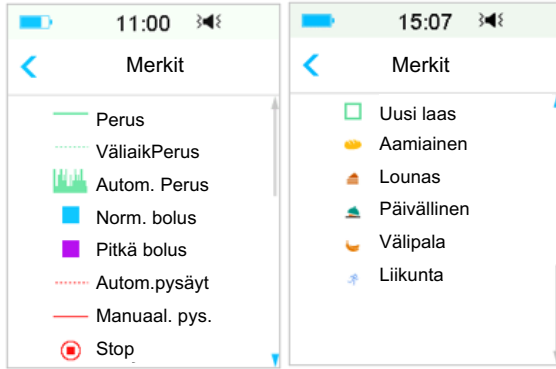 11:00
Merkit
Perus
VäliaikPerus
Autom. Perus
Norm. bolus
Pitkä bolus
Autom.pysäyt
Manuaal. pys.
Stop
15:07
Merkit
Uusi laas
Aamiainen
Lounas
Päivällinen
Välipala
Liikunta